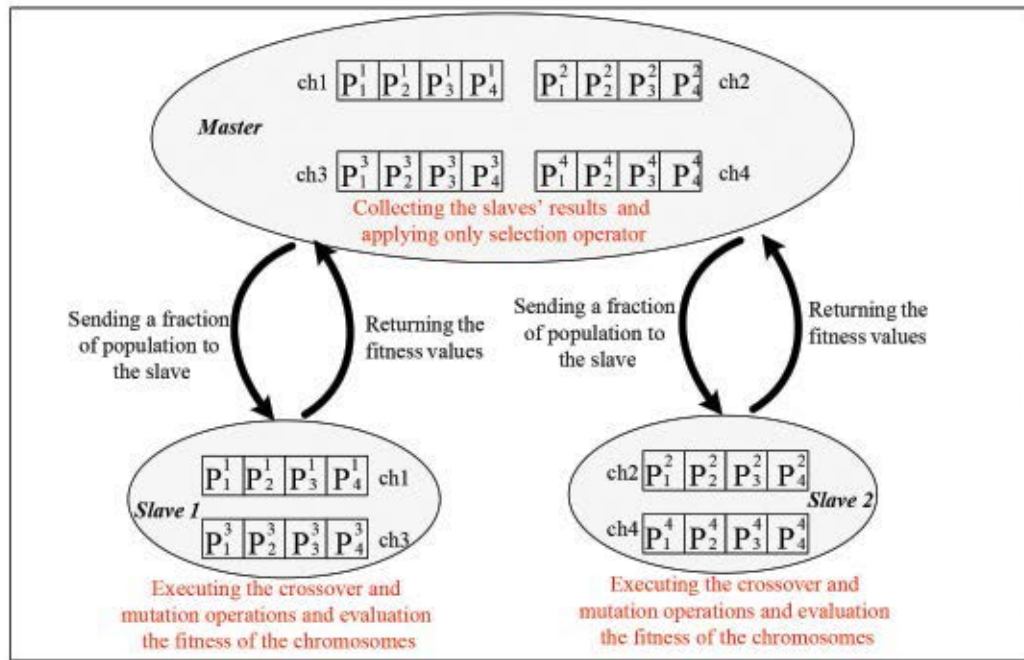 ch1 P₁¹ P₂¹ P₃¹ P₄¹ P₁² P₂² P₃² P₄² ch2
Master
ch3 P₁³ P₂³ P₃³ P₄³ P₁⁴ P₂⁴ P₃⁴ P₄⁴ ch4
Collecting the slaves' results and
applying only selection operator
Sending a fraction
of population to
the slave
Returning the
fitness values
Sending a fraction
of population to
the slave
Returning the
fitness values
P₁¹ P₂¹ P₃¹ P₄¹ ch1
Slave 1
P₁³ P₂³ P₃³ P₄³ ch3
Executing the crossover and
mutation operations and evaluation
the fitness of the chromosomes
ch2 P₁² P₂² P₃² P₄²
Slave 2
ch4 P₁⁴ P₂⁴ P₃⁴ P₄⁴
Executing the crossover and
mutation operations and evaluation
the fitness of the chromosomes